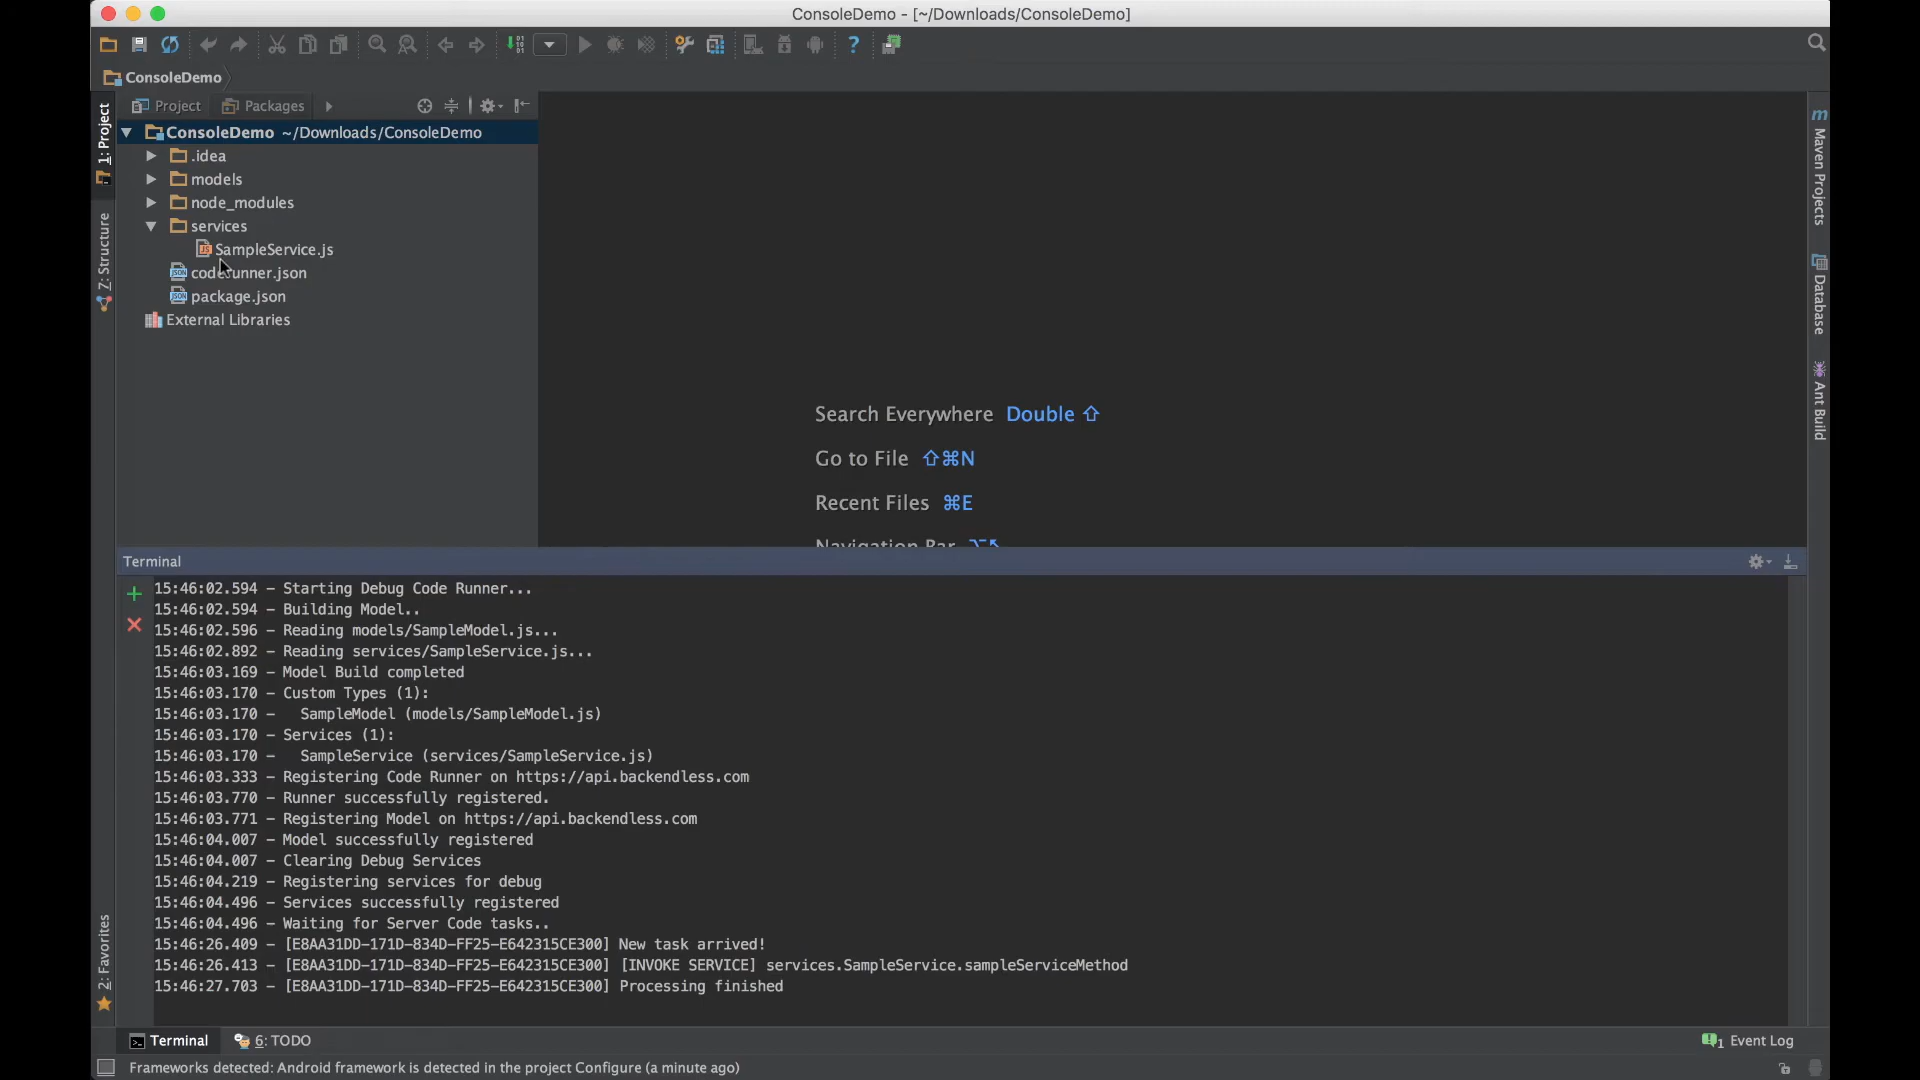 ConsoleDemo - [~/Downloads/ConsoleDemo]
ConsoleDemo
Project Packages
ConsoleDemo ~/Downloads/ConsoleDemo
.idea
models
node_modules
services
SampleService.js
coderunner.json
package.json
External Libraries
1: Project
7: Structure
2: Favorites
Maven Projects
Database
Ant Build
Search Everywhere Double ⇧
Go to File ⇧⌘N
Recent Files ⌘E
Navigation Bar ⌥↖
Terminal
15:46:02.594 – Starting Debug Code Runner...
15:46:02.594 – Building Model..
15:46:02.596 – Reading models/SampleModel.js...
15:46:02.892 – Reading services/SampleService.js...
15:46:03.169 – Model Build completed
15:46:03.170 – Custom Types (1):
15:46:03.170 –   SampleModel (models/SampleModel.js)
15:46:03.170 – Services (1):
15:46:03.170 –   SampleService (services/SampleService.js)
15:46:03.333 – Registering Code Runner on https://api.backendless.com
15:46:03.770 – Runner successfully registered.
15:46:03.771 – Registering Model on https://api.backendless.com
15:46:04.007 – Model successfully registered
15:46:04.007 – Clearing Debug Services
15:46:04.219 – Registering services for debug
15:46:04.496 – Services successfully registered
15:46:04.496 – Waiting for Server Code tasks..
15:46:26.409 – [E8AA31DD-171D-834D-FF25-E642315CE300] New task arrived!
15:46:26.413 – [E8AA31DD-171D-834D-FF25-E642315CE300] [INVOKE SERVICE] services.SampleService.sampleServiceMethod
15:46:27.703 – [E8AA31DD-171D-834D-FF25-E642315CE300] Processing finished
Terminal 6: TODO 1 Event Log
Frameworks detected: Android framework is detected in the project Configure (a minute ago)